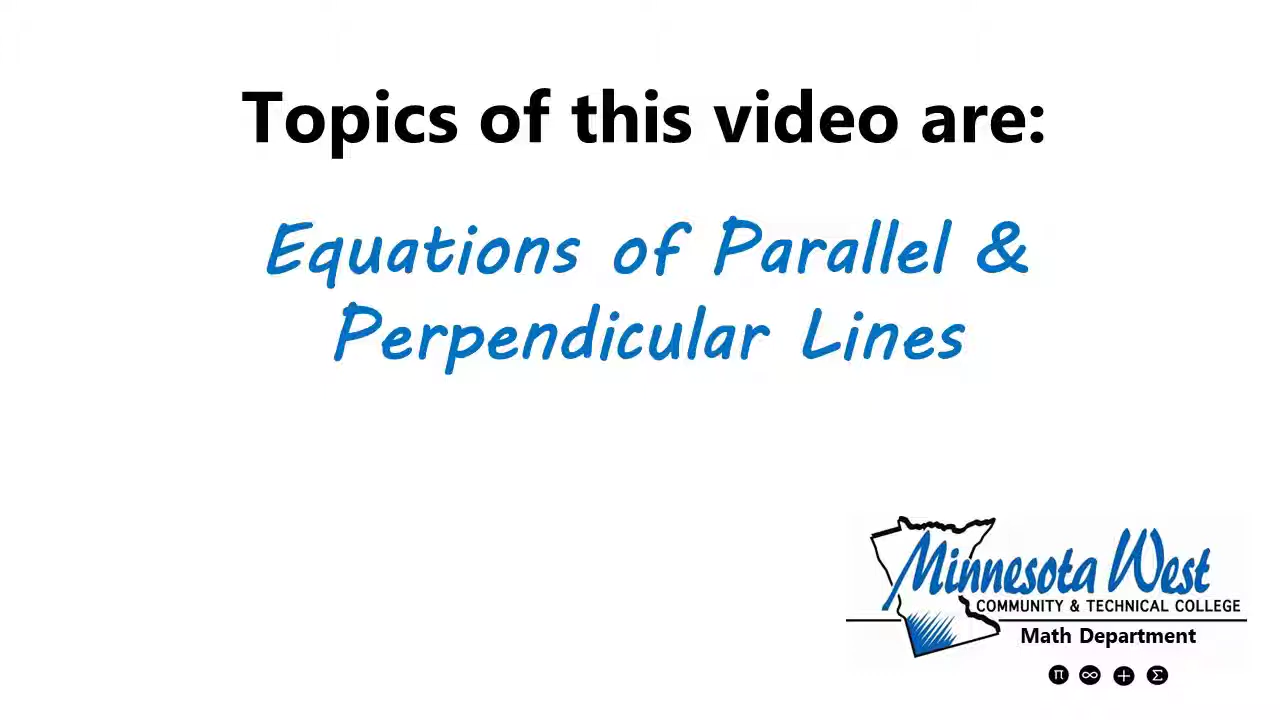 Topics of this video are:
Equations of Parallel &
Perpendicular Lines
Minnesota West
COMMUNITY & TECHNICAL COLLEGE
Math Department
π ∞ + Σ